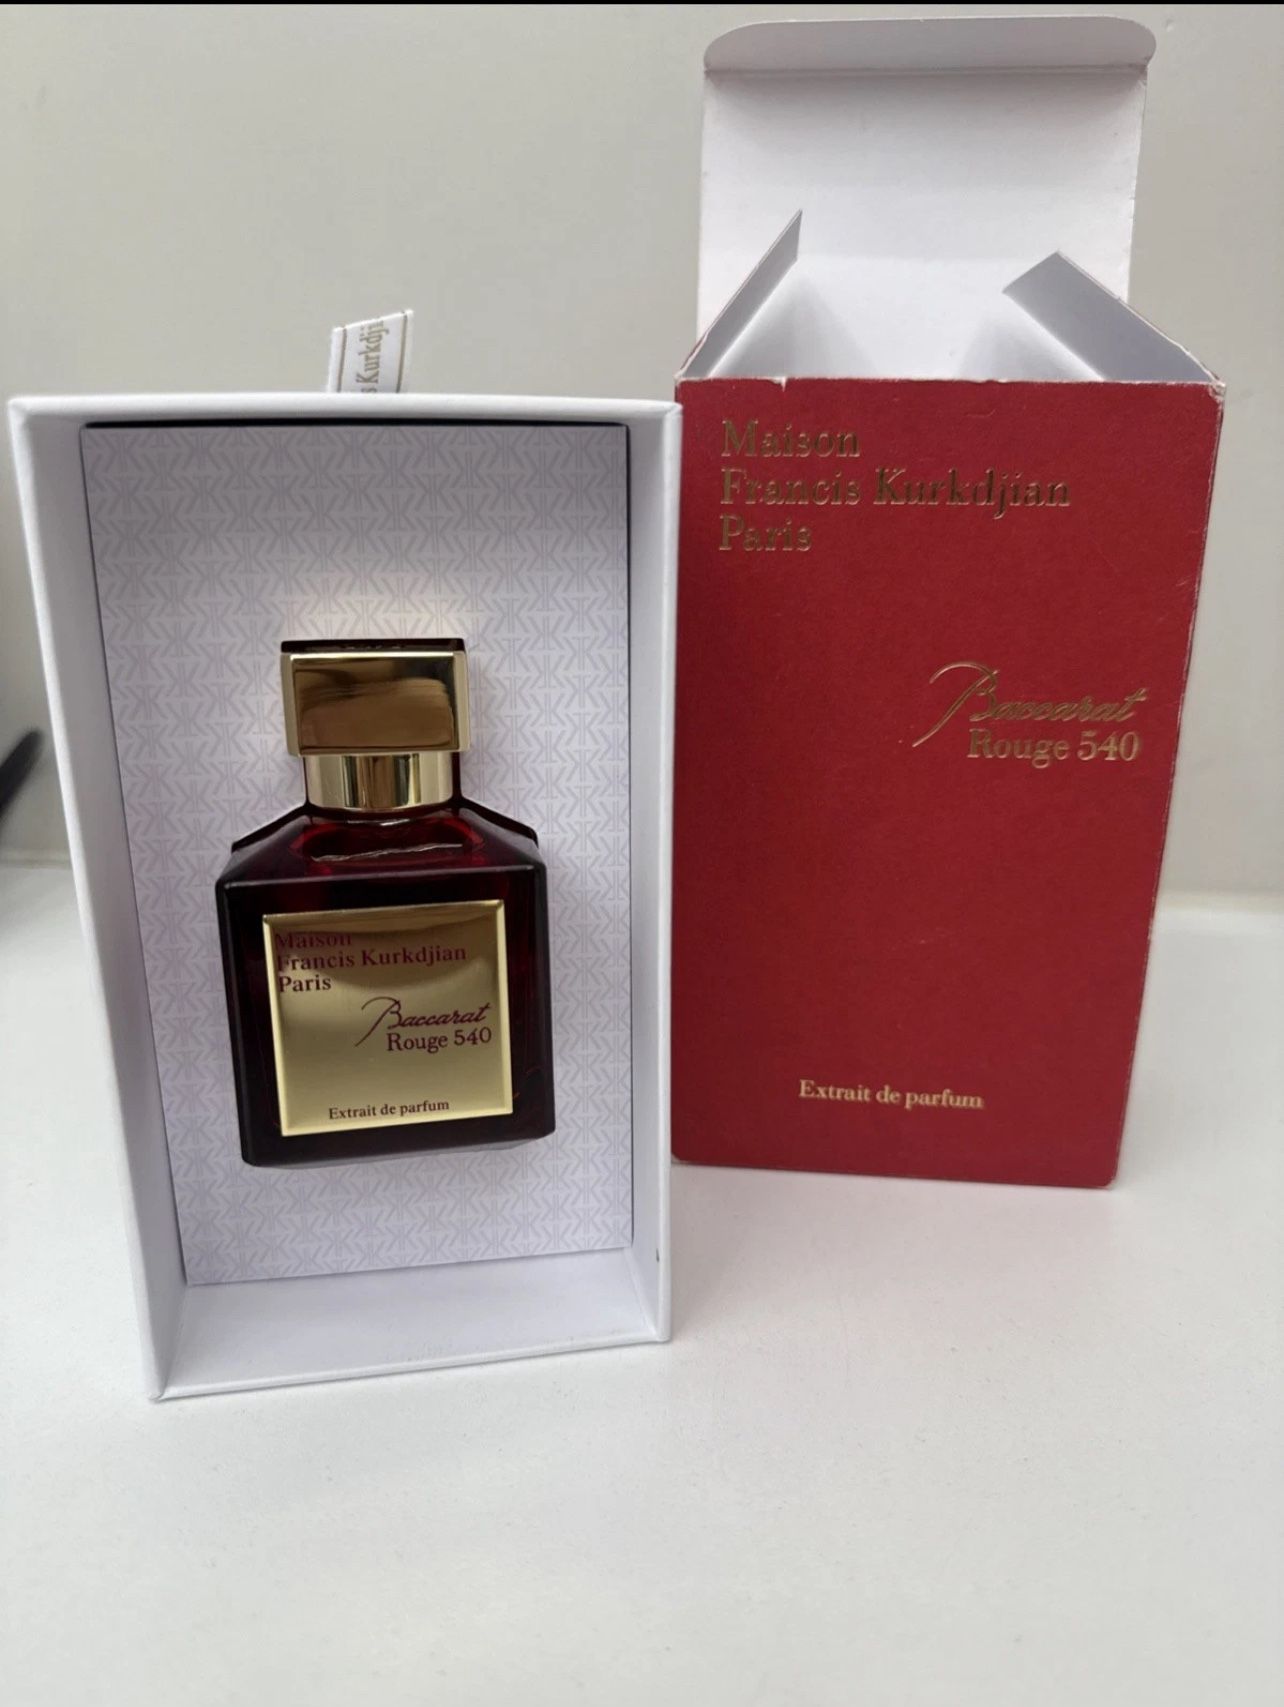 s Kurkdji
Maison
Francis Kurkdjian
Paris
Baccarat
Rouge 540
Extrait de parfum
Maison
Francis Kurkdjian
Paris
Baccarat
Rouge 540
Extrait de parfum